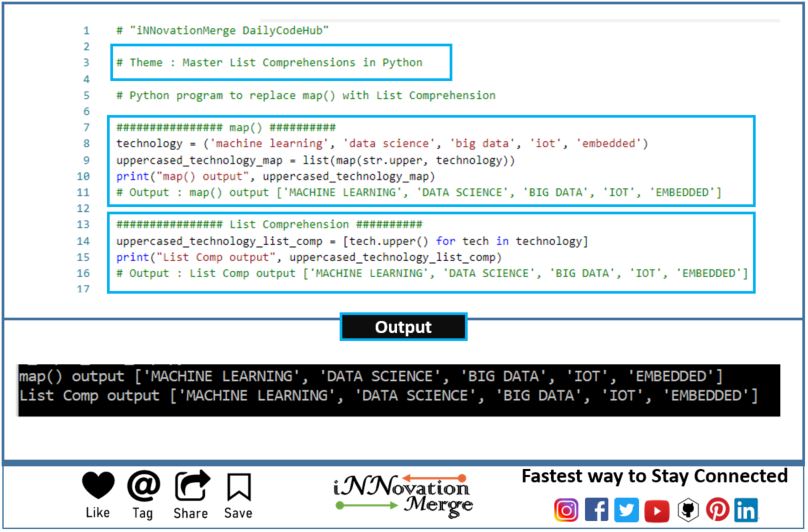 1 # "iNNovationMerge DailyCodeHub"
2
3 # Theme : Master List Comprehensions in Python
4
5 # Python program to replace map() with List Comprehension
6
7 ################ map() ##########
8 technology = ('machine learning', 'data science', 'big data', 'iot', 'embedded')
9 uppercased_technology_map = list(map(str.upper, technology))
10 print("map() output", uppercased_technology_map)
11 # Output : map() output ['MACHINE LEARNING', 'DATA SCIENCE', 'BIG DATA', 'IOT', 'EMBEDDED']
12
13 ################ List Comprehension ##########
14 uppercased_technology_list_comp = [tech.upper() for tech in technology]
15 print("List Comp output", uppercased_technology_list_comp)
16 # Output : List Comp output ['MACHINE LEARNING', 'DATA SCIENCE', 'BIG DATA', 'IOT', 'EMBEDDED']
17
Output
map() output ['MACHINE LEARNING', 'DATA SCIENCE', 'BIG DATA', 'IOT', 'EMBEDDED']
List Comp output ['MACHINE LEARNING', 'DATA SCIENCE', 'BIG DATA', 'IOT', 'EMBEDDED']
Like Tag Share Save
iNNovation
Merge
Fastest way to Stay Connected